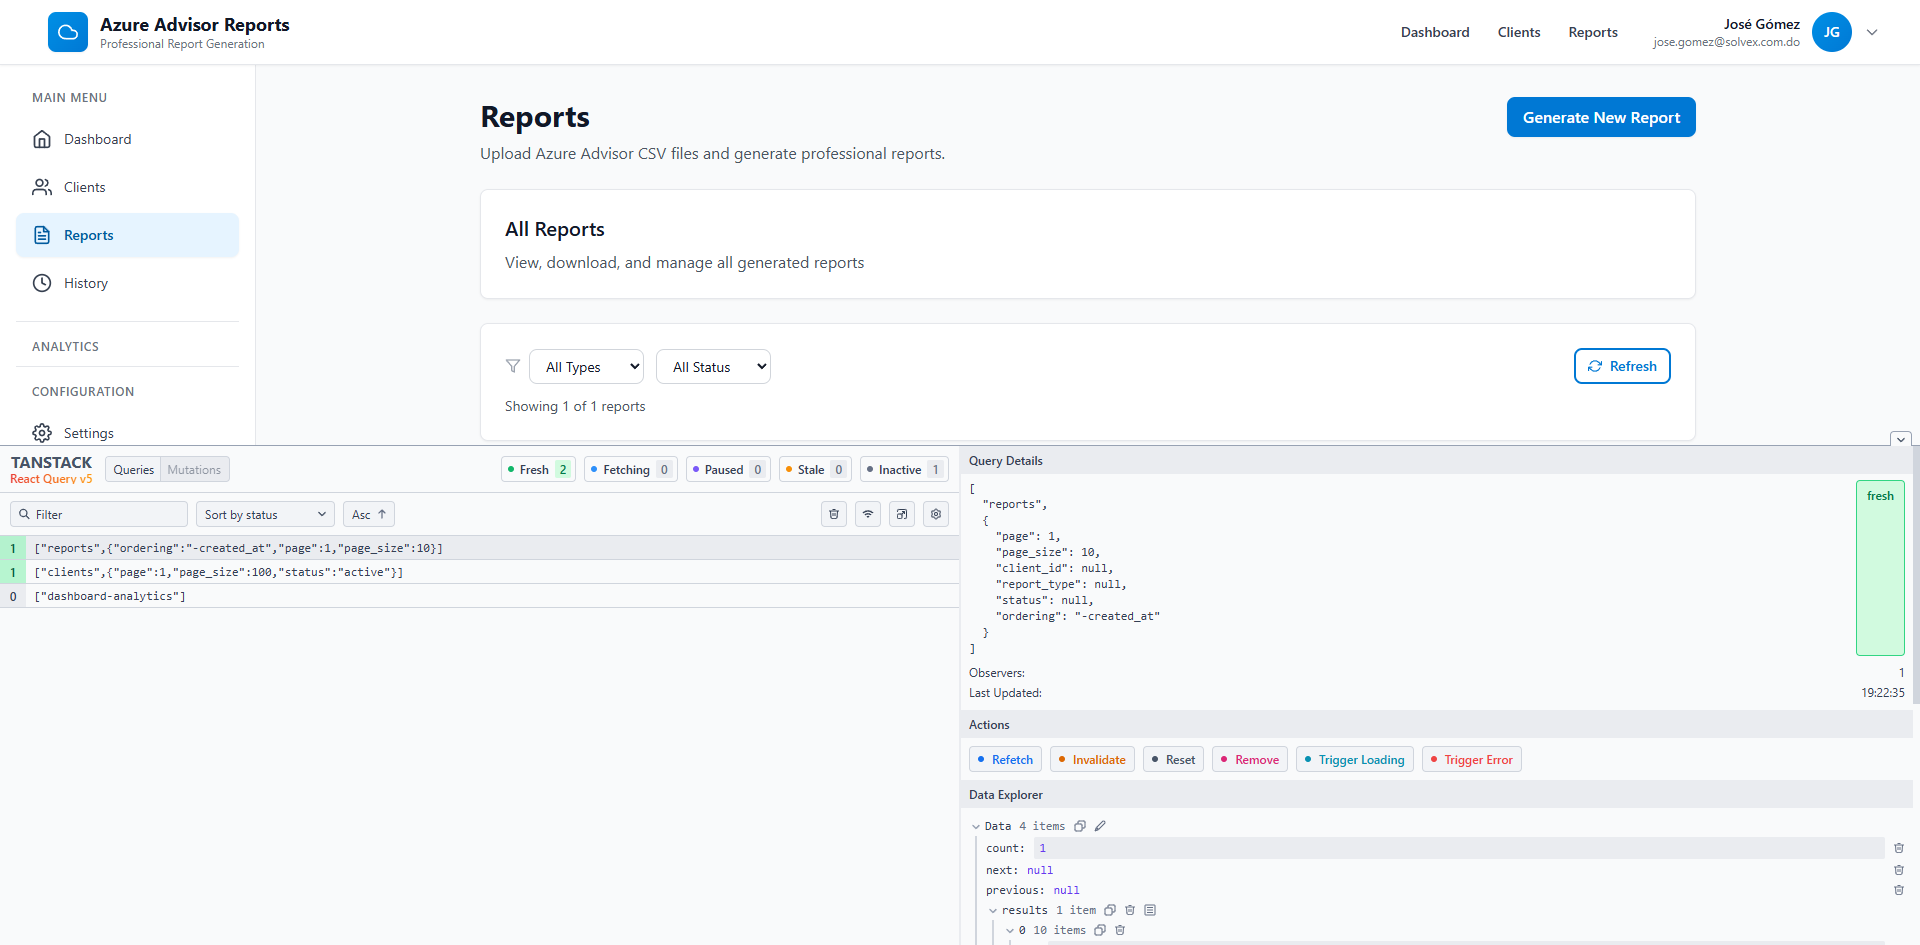 Azure Advisor Reports
Professional Report Generation
Dashboard
Clients
Reports
José Gómez
jose.gomez@solvex.com.do
JG
MAIN MENU
Dashboard
Clients
Reports
History
ANALYTICS
CONFIGURATION
Settings
Reports
Upload Azure Advisor CSV files and generate professional reports.
Generate New Report
All Reports
View, download, and manage all generated reports
All Types
All Status
Refresh
Showing 1 of 1 reports
TANSTACK
React Query v5
Queries
Mutations
Fresh 2
Fetching 0
Paused 0
Stale 0
Inactive 1
Filter
Sort by status
Asc ↑
1 ["reports",{"ordering":"-created_at","page":1,"page_size":10}]
1 ["clients",{"page":1,"page_size":100,"status":"active"}]
0 ["dashboard-analytics"]
Query Details
[
"reports",
{
"page": 1,
"page_size": 10,
"client_id": null,
"report_type": null,
"status": null,
"ordering": "-created_at"
}
]
fresh
Observers: 1
Last Updated: 19:22:35
Actions
Refetch
Invalidate
Reset
Remove
Trigger Loading
Trigger Error
Data Explorer
Data 4 items
count: 1
next: null
previous: null
results 1 item
0 10 items